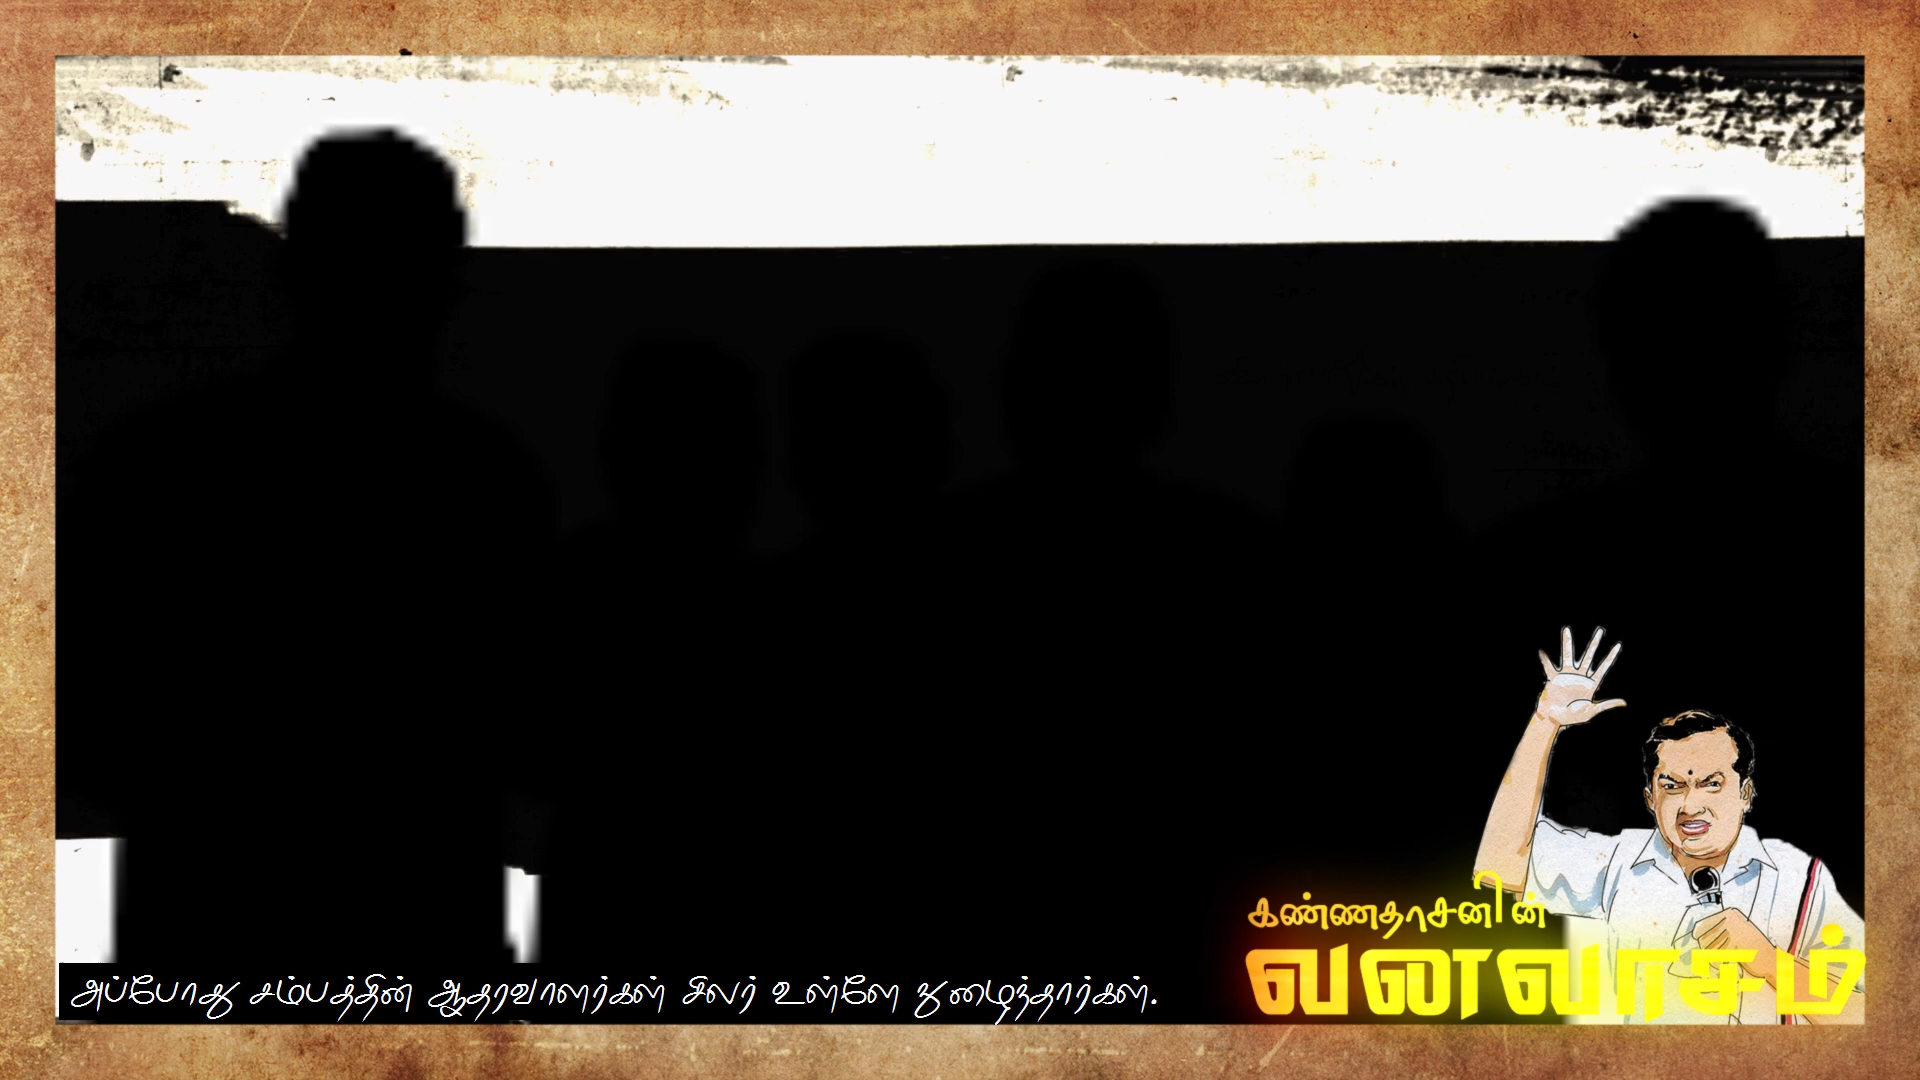 அப்போது சம்பத்தின் ஆதரவாளர்கள் சிலர் உள்ளே நுழைந்தார்கள்.
கண்ணதாசனின்
வனவாசம்